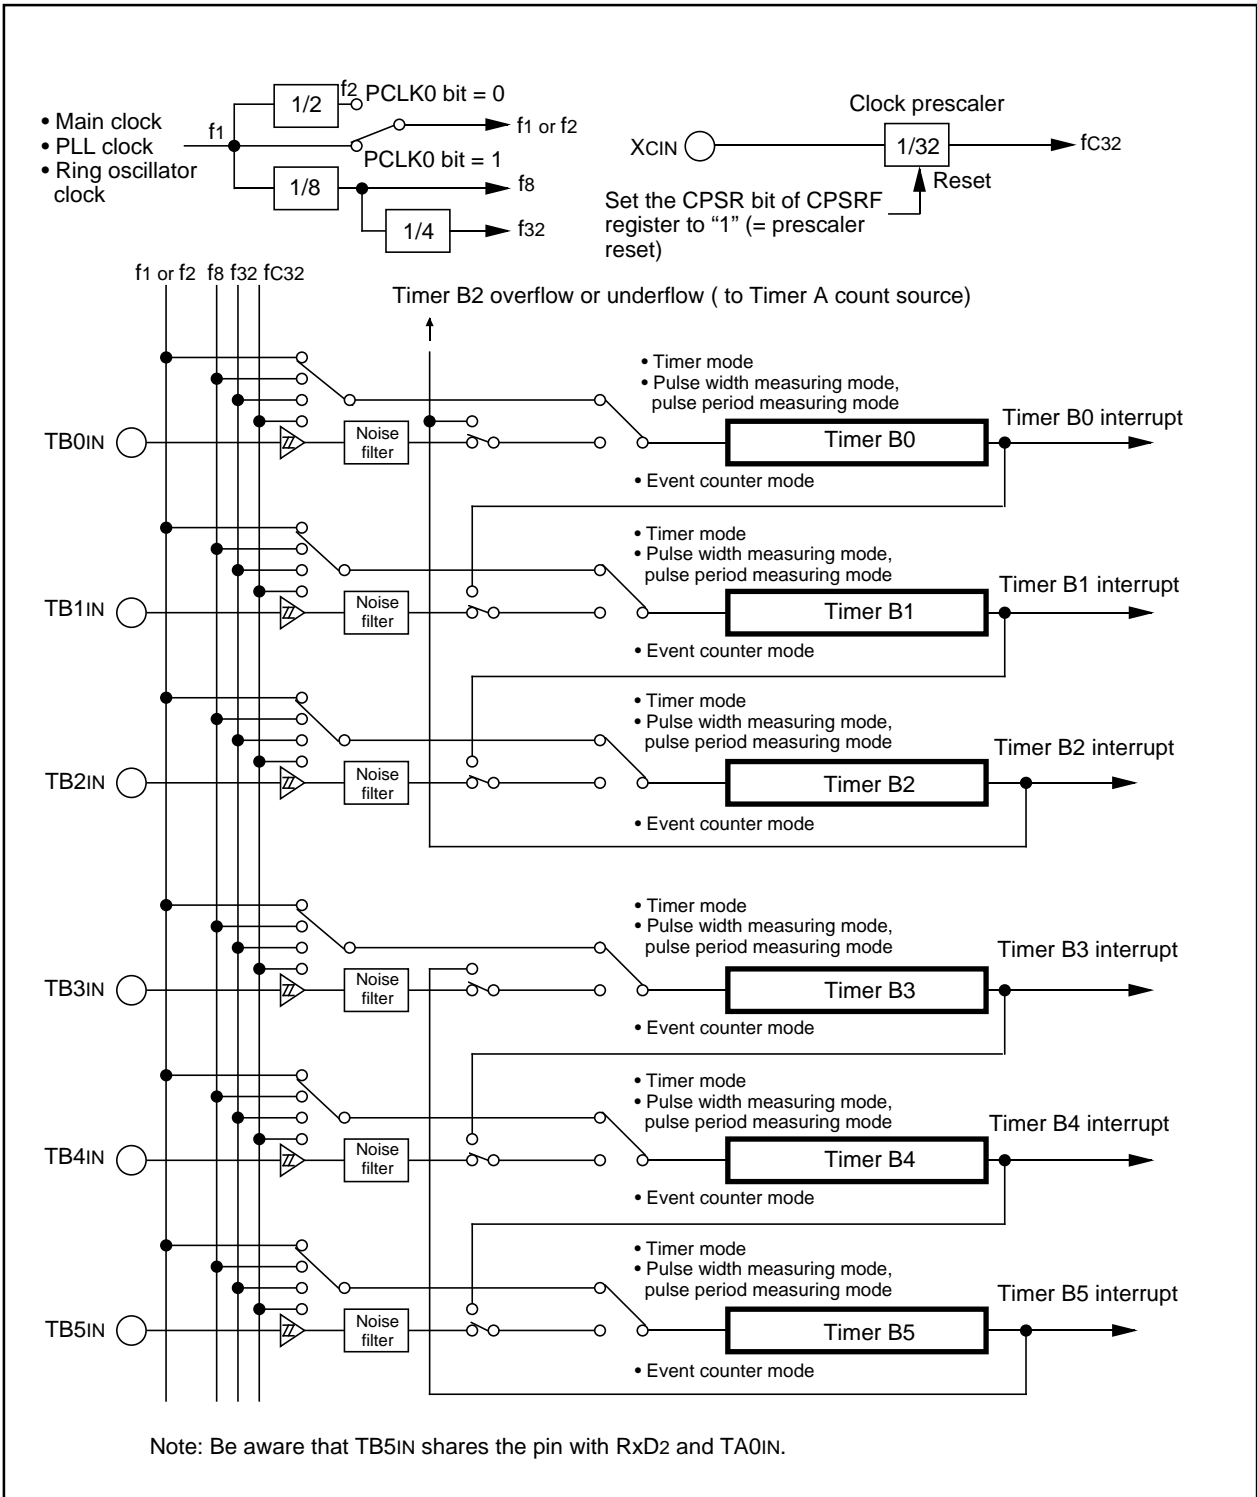 • Main clock
• PLL clock
• Ring oscillator
clock
f1
1/2
f2
PCLK0 bit = 0
f1 or f2
PCLK0 bit = 1
1/8
f8
1/4
f32
Clock prescaler
XCIN
1/32
fC32
Reset
Set the CPSR bit of CPSRF
register to “1” (= prescaler
reset)
f1 or f2 f8 f32 fC32
Timer B2 overflow or underflow ( to Timer A count source)
• Timer mode
• Pulse width measuring mode,
pulse period measuring mode
TB0IN
Noise
filter
Timer B0
Timer B0 interrupt
• Event counter mode
• Timer mode
• Pulse width measuring mode,
pulse period measuring mode
TB1IN
Noise
filter
Timer B1
Timer B1 interrupt
• Event counter mode
• Timer mode
• Pulse width measuring mode,
pulse period measuring mode
TB2IN
Noise
filter
Timer B2
Timer B2 interrupt
• Event counter mode
• Timer mode
• Pulse width measuring mode,
pulse period measuring mode
TB3IN
Noise
filter
Timer B3
Timer B3 interrupt
• Event counter mode
• Timer mode
• Pulse width measuring mode,
pulse period measuring mode
TB4IN
Noise
filter
Timer B4
Timer B4 interrupt
• Event counter mode
• Timer mode
• Pulse width measuring mode,
pulse period measuring mode
TB5IN
Noise
filter
Timer B5
Timer B5 interrupt
• Event counter mode
Note: Be aware that TB5IN shares the pin with RxD2 and TA0IN.